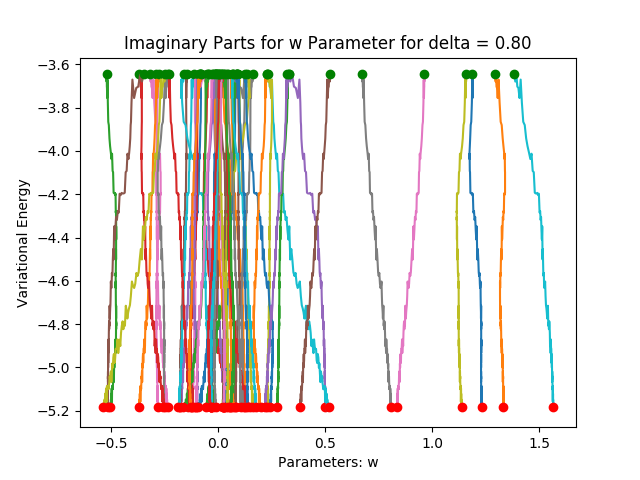 Imaginary Parts for w Parameter for delta = 0.80
Variational Energy
−3.6
−3.8
−4.0
−4.2
−4.4
−4.6
−4.8
−5.0
−5.2
−0.5 0.0 0.5 1.0 1.5
Parameters: w